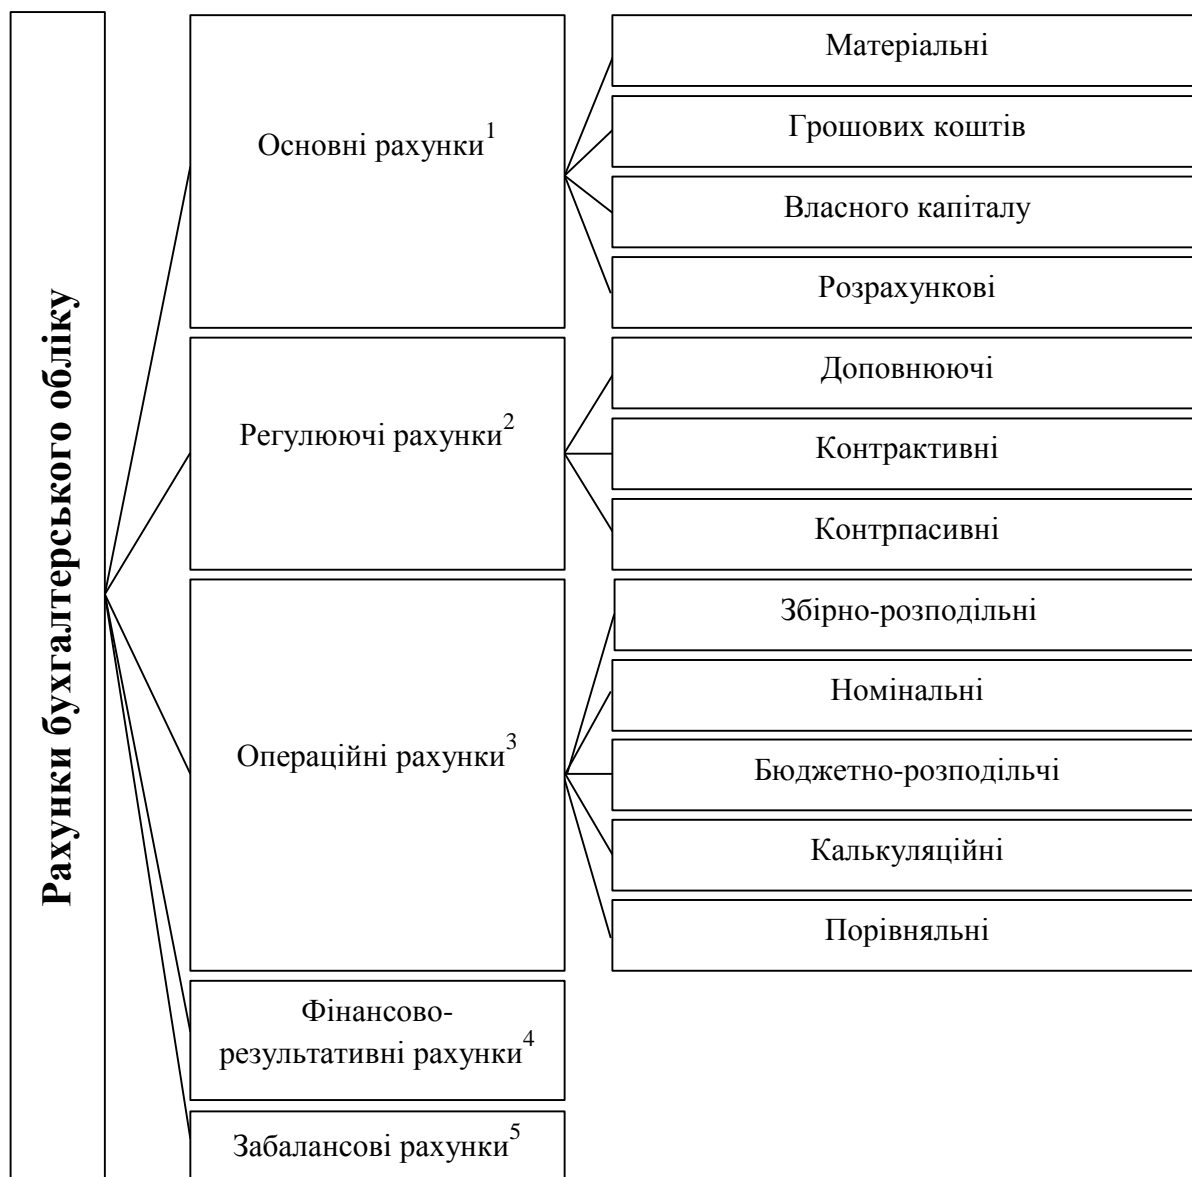 Рахунки бухгалтерського обліку
Основні рахунки1
Матеріальні
Грошових коштів
Власного капіталу
Розрахункові
Регулюючі рахунки2
Доповнюючі
Контрактивні
Контрпасивні
Операційні рахунки3
Збірно-розподільні
Номінальні
Бюджетно-розподільчі
Калькуляційні
Порівняльні
Фінансово-
результативні рахунки4
Забалансові рахунки5